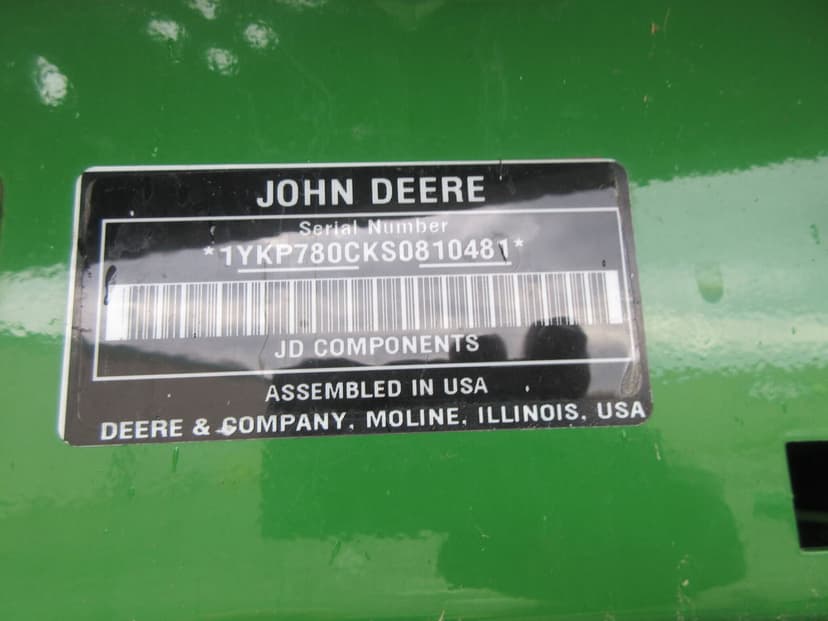 JOHN DEERE
Serial Number
*1YKP780CKS0810481*
JD COMPONENTS
ASSEMBLED IN USA
DEERE & COMPANY, MOLINE, ILLINOIS, USA